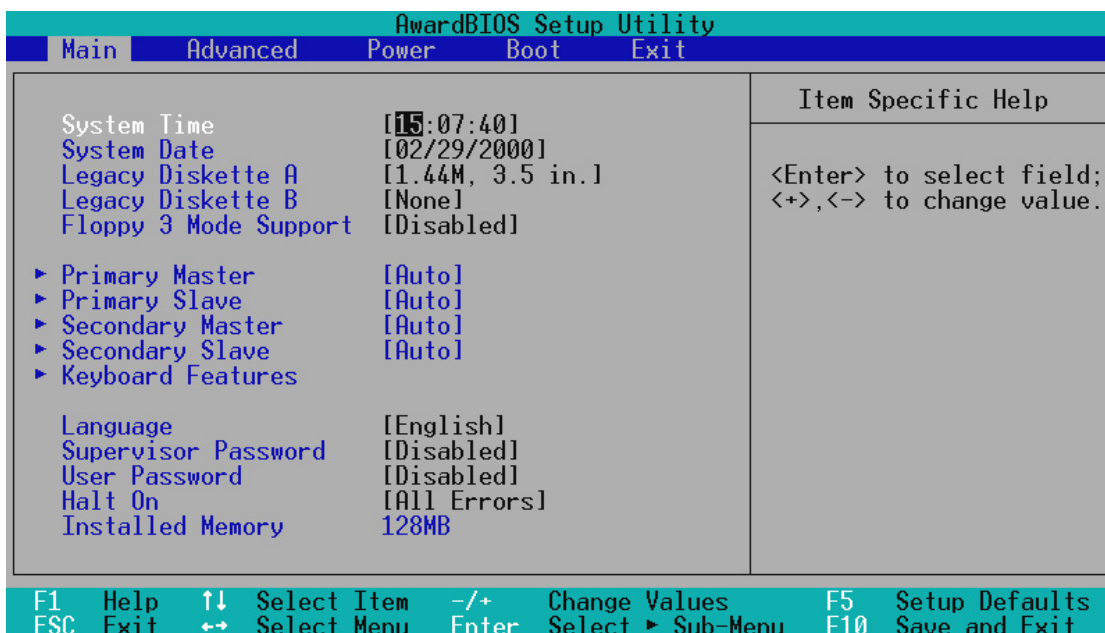 AwardBIOS Setup Utility
Main Advanced Power Boot Exit
System Time [15:07:40]
System Date [02/29/2000]
Legacy Diskette A [1.44M, 3.5 in.]
Legacy Diskette B [None]
Floppy 3 Mode Support [Disabled]
Primary Master [Auto]
Primary Slave [Auto]
Secondary Master [Auto]
Secondary Slave [Auto]
Keyboard Features
Language [English]
Supervisor Password [Disabled]
User Password [Disabled]
Halt On [All Errors]
Installed Memory 128MB
Item Specific Help
<Enter> to select field;
<+>,<-> to change value.
F1 Help ↑↓ Select Item -/+ Change Values F5 Setup Defaults
ESC Exit ←→ Select Menu Enter Select ► Sub-Menu F10 Save and Exit